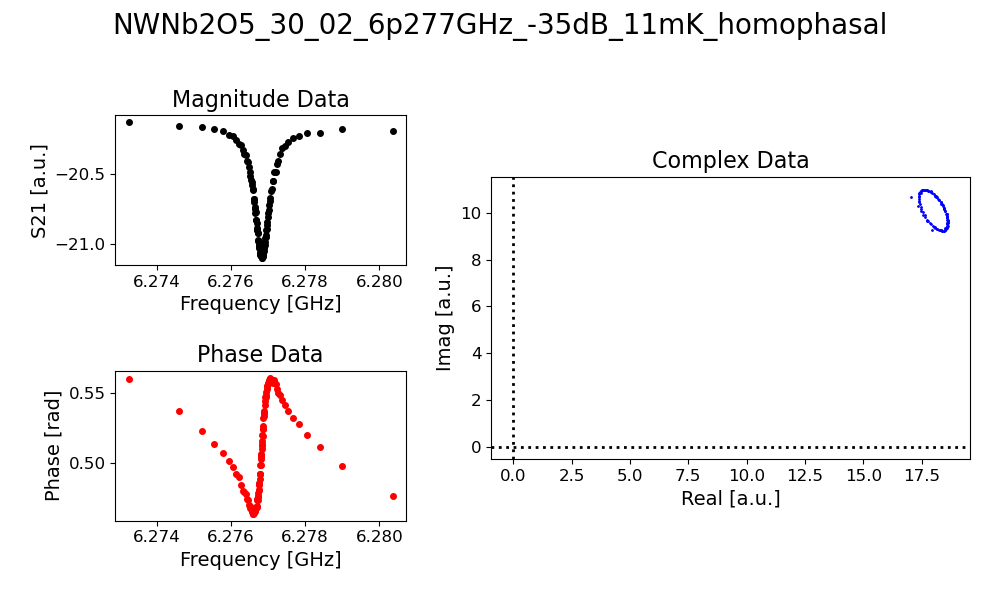 NWNb2O5_30_02_6p277GHz_-35dB_11mK_homophasal
Magnitude Data
S21 [a.u.]
−20.5
−21.0
6.274 6.276 6.278 6.280
Frequency [GHz]
Phase Data
Phase [rad]
0.55
0.50
6.274 6.276 6.278 6.280
Frequency [GHz]
Complex Data
Imag [a.u.]
10
8
6
4
2
0
0.0 2.5 5.0 7.5 10.0 12.5 15.0 17.5
Real [a.u.]